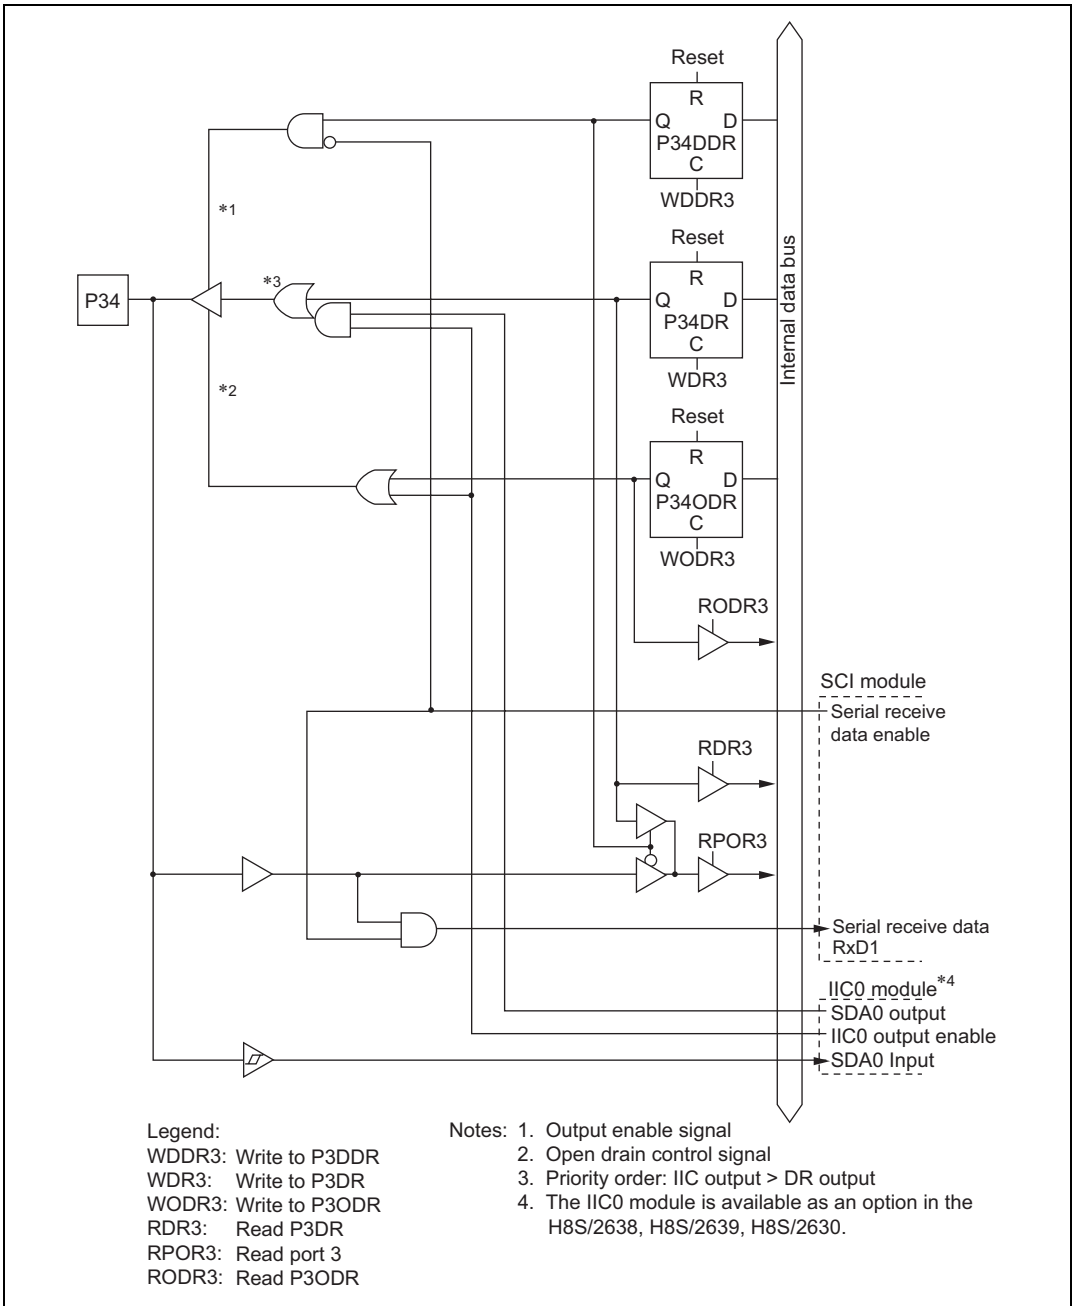 Reset
R
Q D
P34DDR
C
WDDR3
*1
Reset
R
*3
P34
Q D
P34DR
C
WDR3
Internal data bus
*2
Reset
R
Q D
P34ODR
C
WODR3
RODR3
SCI module
Serial receive
data enable
RDR3
RPOR3
Serial receive data
RxD1
IIC0 module*4
SDA0 output
IIC0 output enable
SDA0 Input
Legend:
WDDR3: Write to P3DDR
WDR3: Write to P3DR
WODR3: Write to P3ODR
RDR3: Read P3DR
RPOR3: Read port 3
RODR3: Read P3ODR
Notes: 1. Output enable signal
2. Open drain control signal
3. Priority order: IIC output > DR output
4. The IIC0 module is available as an option in the
H8S/2638, H8S/2639, H8S/2630.